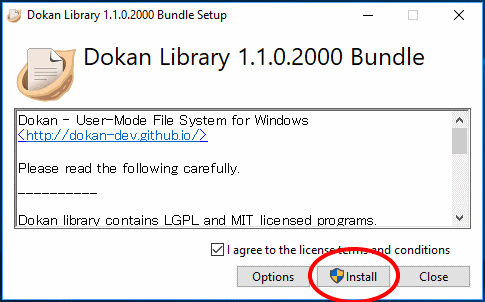 Dokan Library 1.1.0.2000 Bundle Setup
Dokan Library 1.1.0.2000 Bundle
Dokan - User-Mode File System for Windows
<http://dokan-dev.github.io/>
Please read the following carefully.
----------
Dokan library contains LGPL and MIT licensed programs.
I agree to the license terms and conditions
Options Install Close